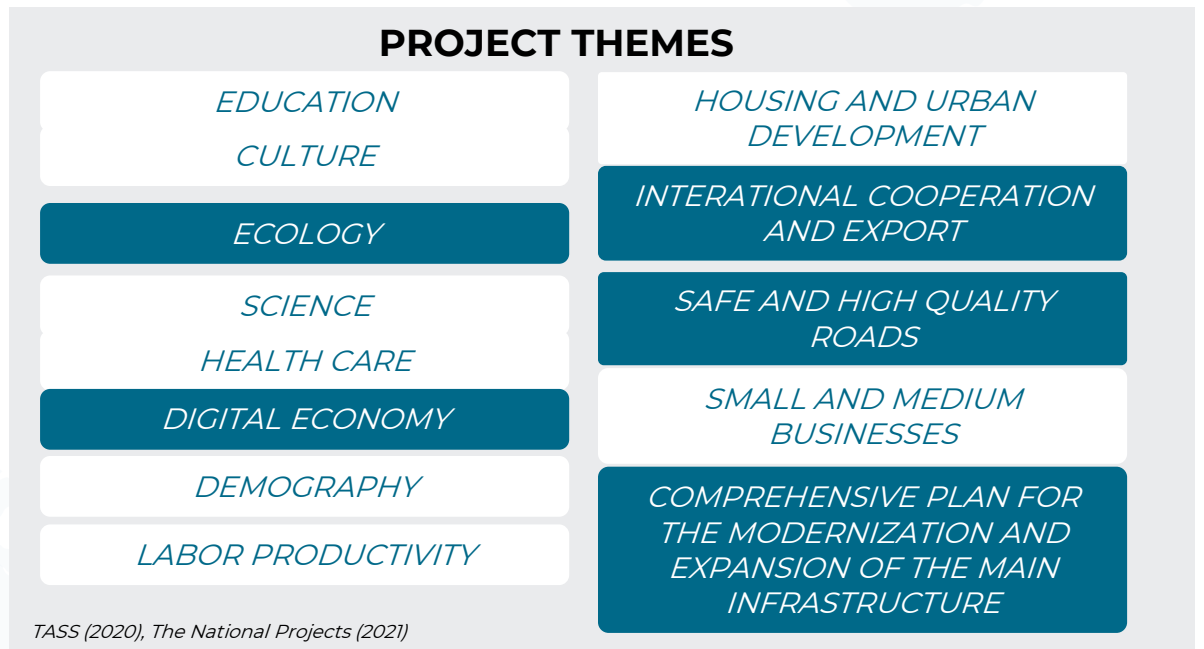 PROJECT THEMES
EDUCATION
CULTURE
ECOLOGY
SCIENCE
HEALTH CARE
DIGITAL ECONOMY
DEMOGRAPHY
LABOR PRODUCTIVITY
HOUSING AND URBAN
DEVELOPMENT
INTERATIONAL COOPERATION
AND EXPORT
SAFE AND HIGH QUALITY
ROADS
SMALL AND MEDIUM
BUSINESSES
COMPREHENSIVE PLAN FOR
THE MODERNIZATION AND
EXPANSION OF THE MAIN
INFRASTRUCTURE
TASS (2020), The National Projects (2021)